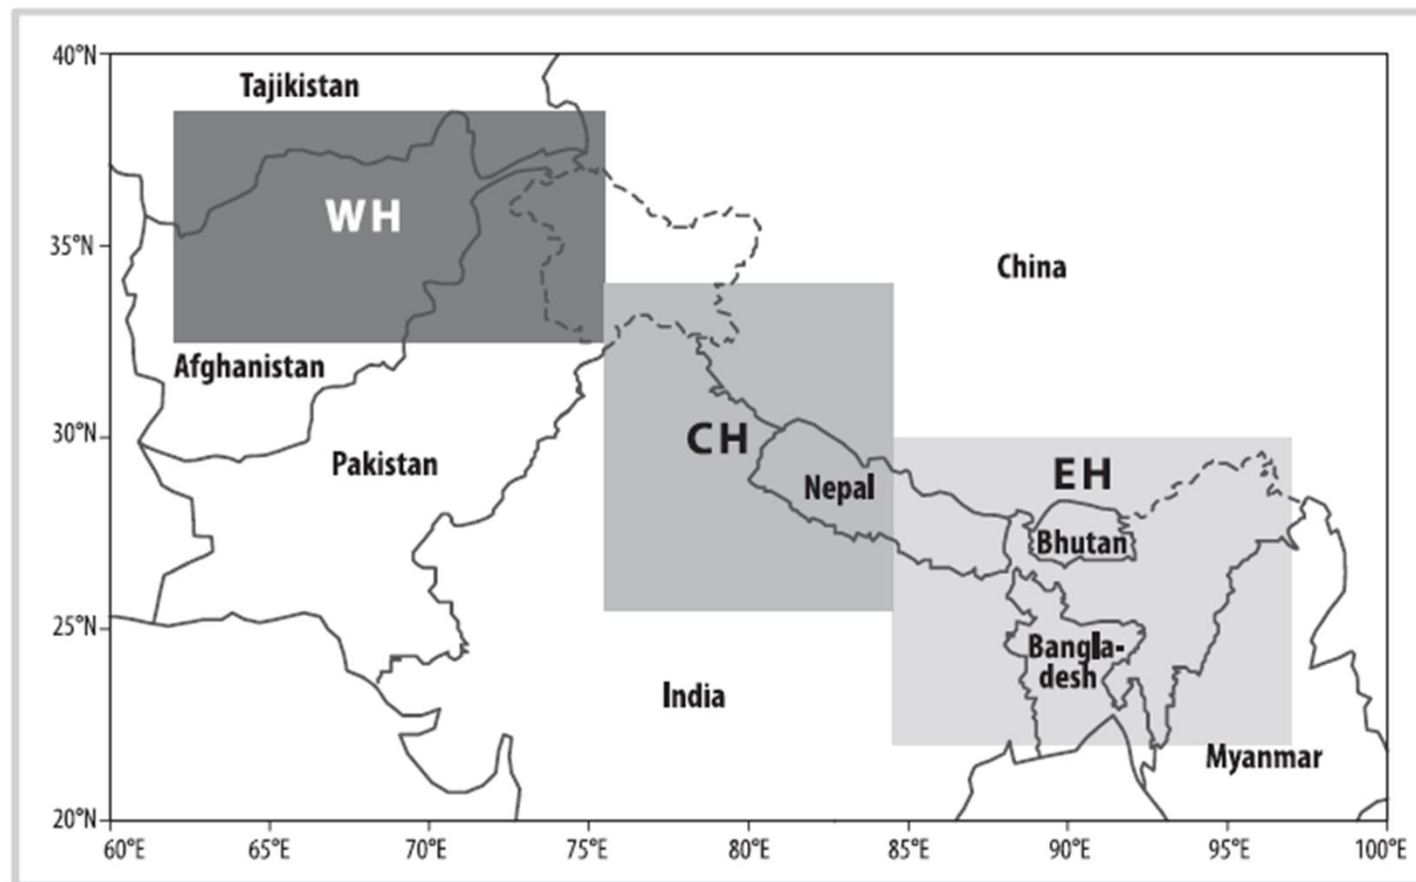 40°N
Tajikistan
WH
35°N
China
Afghanistan
30°N
CH
Pakistan
EH
Nepal
Bhutan
25°N
Bangla-
desh
India
Myanmar
20°N
60°E 65°E 70°E 75°E 80°E 85°E 90°E 95°E 100°E